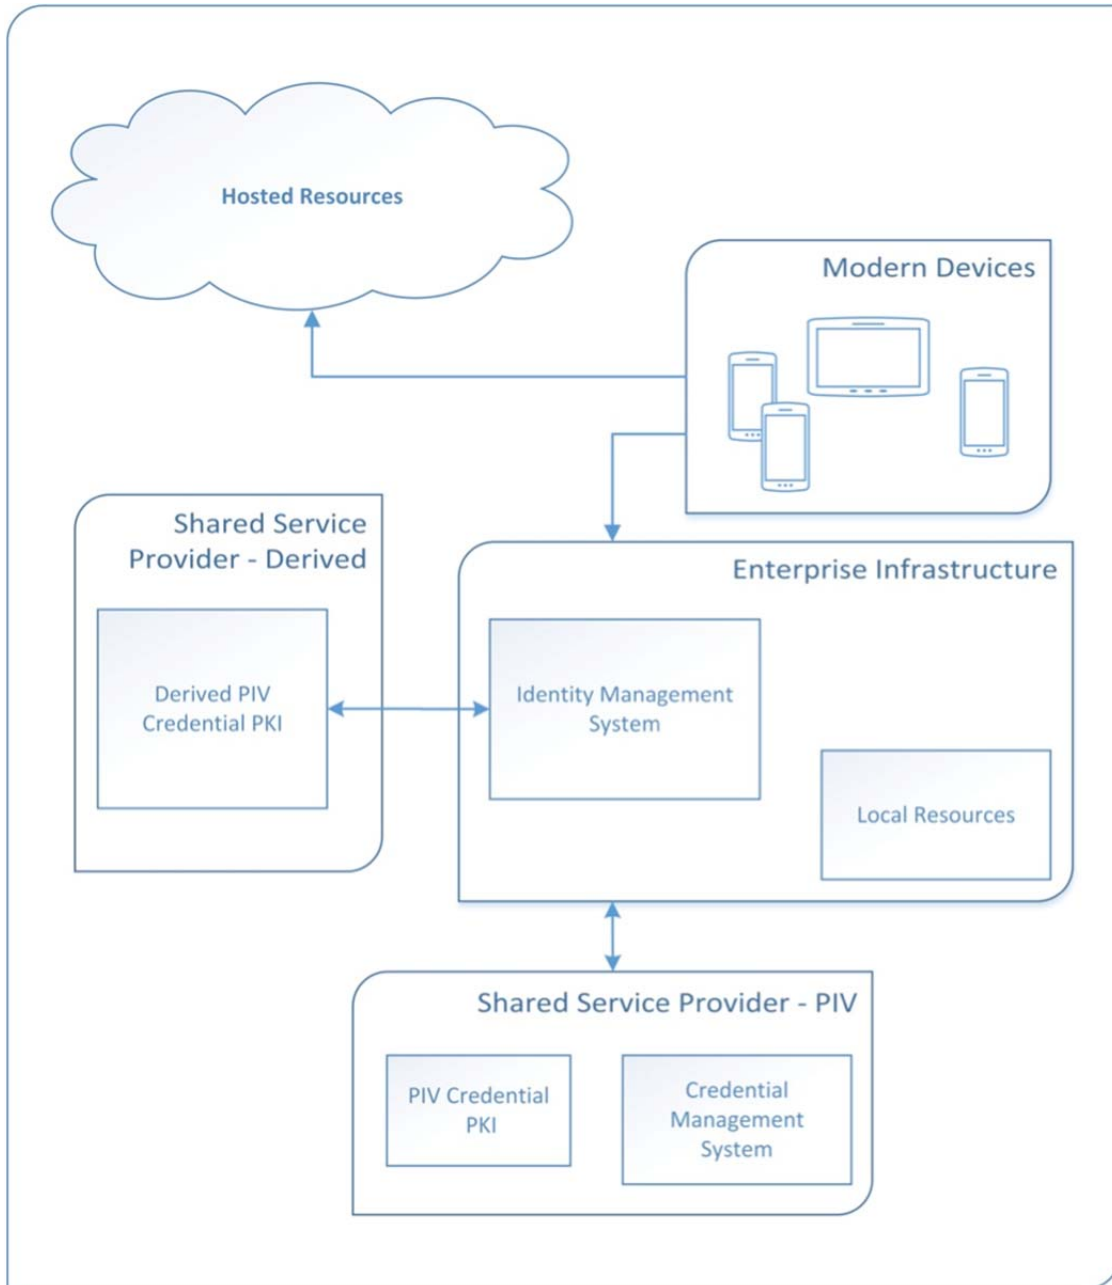 Hosted Resources
Modern Devices
Shared Service
Provider - Derived
Enterprise Infrastructure
Derived PIV
Credential PKI
Identity Management
System
Local Resources
Shared Service Provider - PIV
PIV Credential
PKI
Credential
Management
System